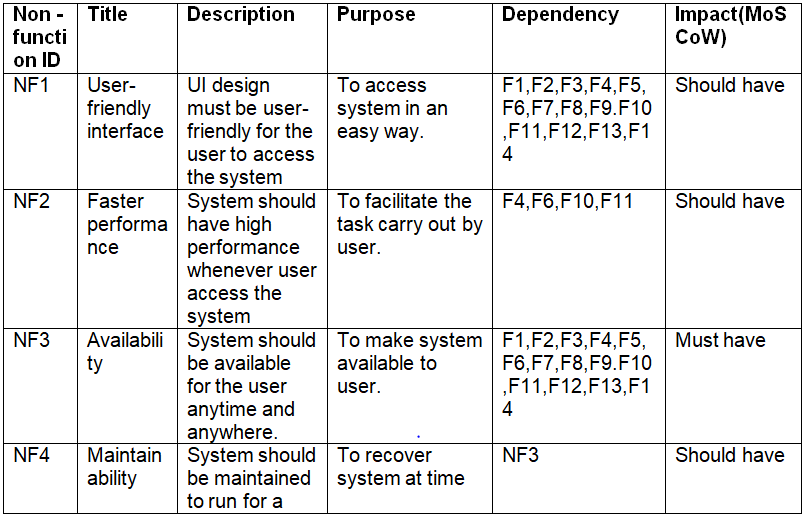 Non - functi on ID Title Description Purpose Dependency Impact(MoS CoW)
NF1 User- UI design To access F1,F2,F3,F4,F5, Should have
friendly must be user- system in an F6,F7,F8,F9.F10
interface friendly for the easy way. ,F11,F12,F13,F1
user to access 4
the system
NF2 Faster System should To facilitate the F4,F6,F10,F11 Should have
performa have high task carry out by
nce performance user.
whenever user
access the
system
NF3 Availabili System should To make system F1,F2,F3,F4,F5, Must have
ty be available available to F6,F7,F8,F9.F10
for the user user. ,F11,F12,F13,F1
anytime and 4
anywhere. .
NF4 Maintain System should To recover NF3 Should have
ability be maintained system at time
to run for a